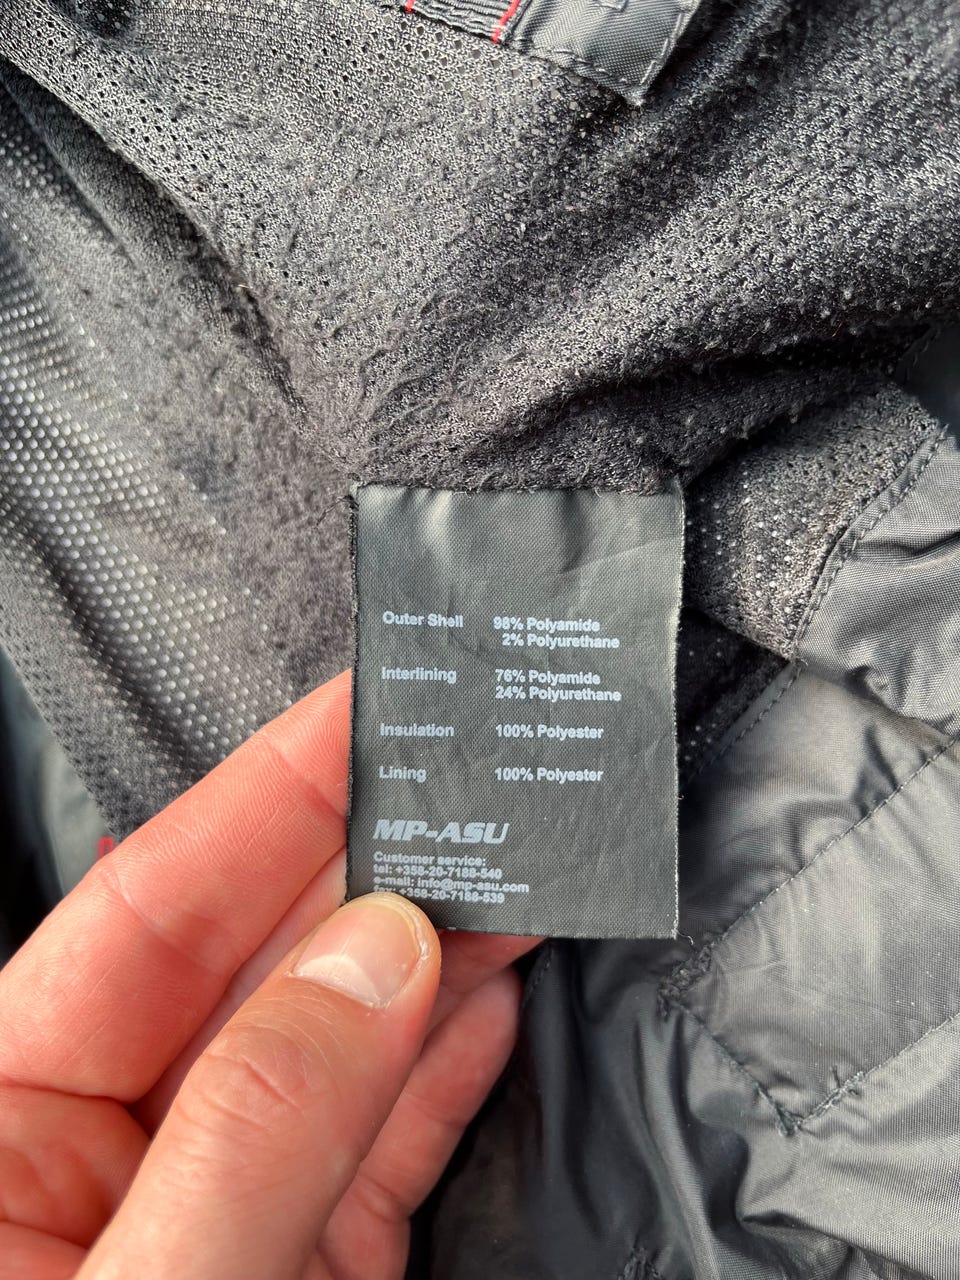 Outer Shell 98% Polyamide
2% Polyurethane
Interlining 76% Polyamide
24% Polyurethane
Insulation 100% Polyester
Lining 100% Polyester
MP-ASU
Customer service:
tel: +358-20-7188-540
e-mail: info@mp-asu.com
fax: +358-20-7188-539